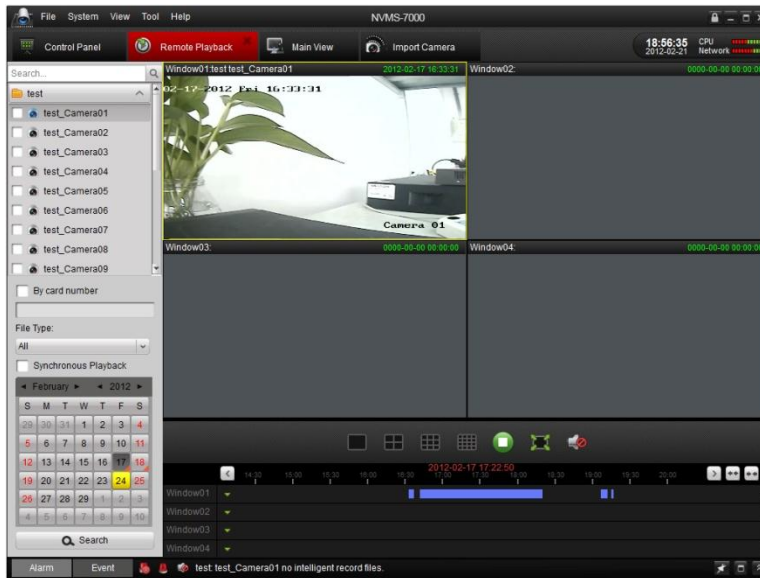 File System View Tool Help NVMS-7000
Control Panel Remote Playback Main View Import Camera 18:56:35 2012-02-21 CPU Network
Search...
test
test_Camera01
test_Camera02
test_Camera03
test_Camera04
test_Camera05
test_Camera06
test_Camera07
test_Camera08
test_Camera09
By card number
File Type:
All
Synchronous Playback
February 2012
S M T W T F S
29 30 31 1 2 3 4
5 6 7 8 9 10 11
12 13 14 15 16 17 18
19 20 21 22 23 24 25
26 27 28 29 1 2 3
4 5 6 7 8 9 10
Search
Window01:test test_Camera01 2012-02-17 16:33:31
02-17-2012 Fri 16:33:31
Camera 01
Window02: 0000-00-00 00:00:00
Window03: 0000-00-00 00:00:00
Window04: 0000-00-00 00:00:00
2012-02-17 17:22:50
14:30 15:00 15:30 16:00 16:30 17:00 17:30 18:00 18:30 19:00 19:30 20:00
Window01
Window02
Window03
Window04
Alarm Event test: test_Camera01 no intelligent record files.